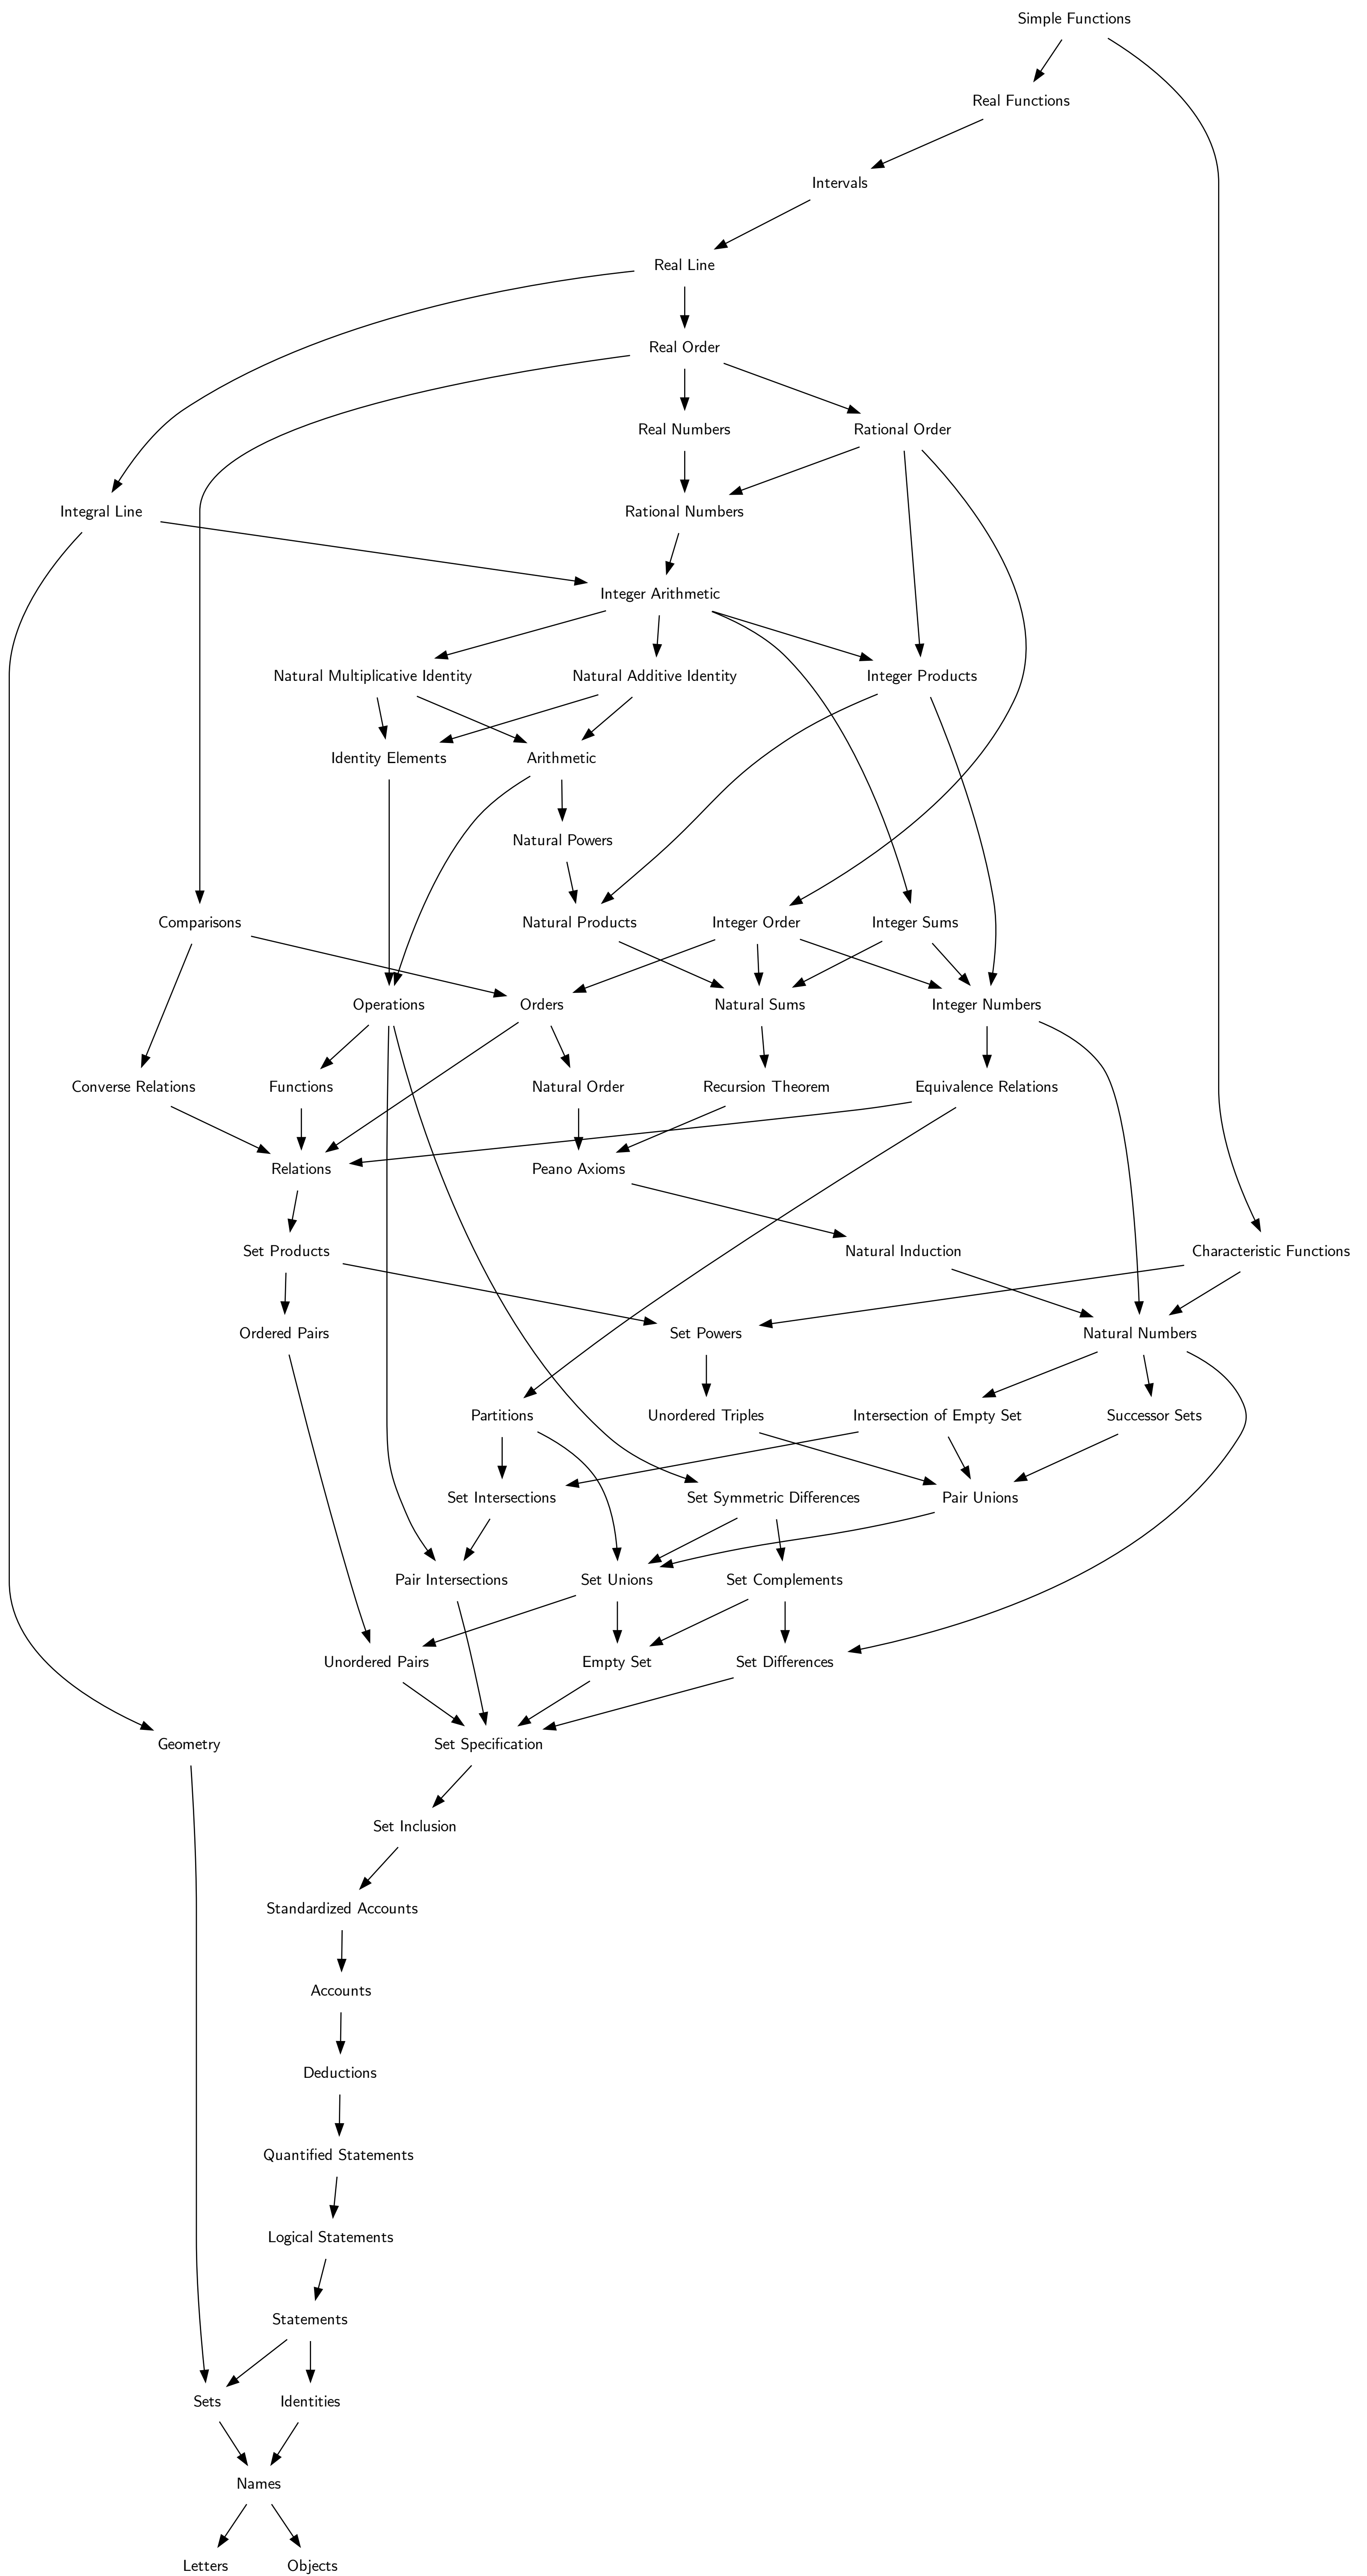 Simple Functions
Real Functions
Intervals
Real Line
Real Order
Real Numbers
Rational Order
Integral Line
Rational Numbers
Integer Arithmetic
Natural Multiplicative Identity
Natural Additive Identity
Integer Products
Identity Elements
Arithmetic
Natural Powers
Comparisons
Natural Products
Integer Order
Integer Sums
Operations
Orders
Natural Sums
Integer Numbers
Converse Relations
Functions
Natural Order
Recursion Theorem
Equivalence Relations
Relations
Peano Axioms
Set Products
Natural Induction
Characteristic Functions
Ordered Pairs
Set Powers
Natural Numbers
Partitions
Unordered Triples
Intersection of Empty Set
Successor Sets
Set Intersections
Set Symmetric Differences
Pair Unions
Pair Intersections
Set Unions
Set Complements
Unordered Pairs
Empty Set
Set Differences
Geometry
Set Specification
Set Inclusion
Standardized Accounts
Accounts
Deductions
Quantified Statements
Logical Statements
Statements
Sets
Identities
Names
Letters
Objects